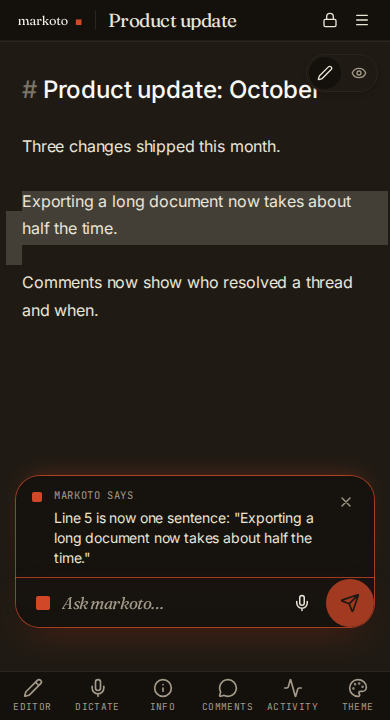 markoto
Product update
# Product update: October
Three changes shipped this month.
Exporting a long document now takes about
half the time.
Comments now show who resolved a thread
and when.
MARKOTO SAYS
Line 5 is now one sentence: "Exporting a
long document now takes about half the
time."
Ask markoto...
EDITOR
DICTATE
INFO
COMMENTS
ACTIVITY
THEME